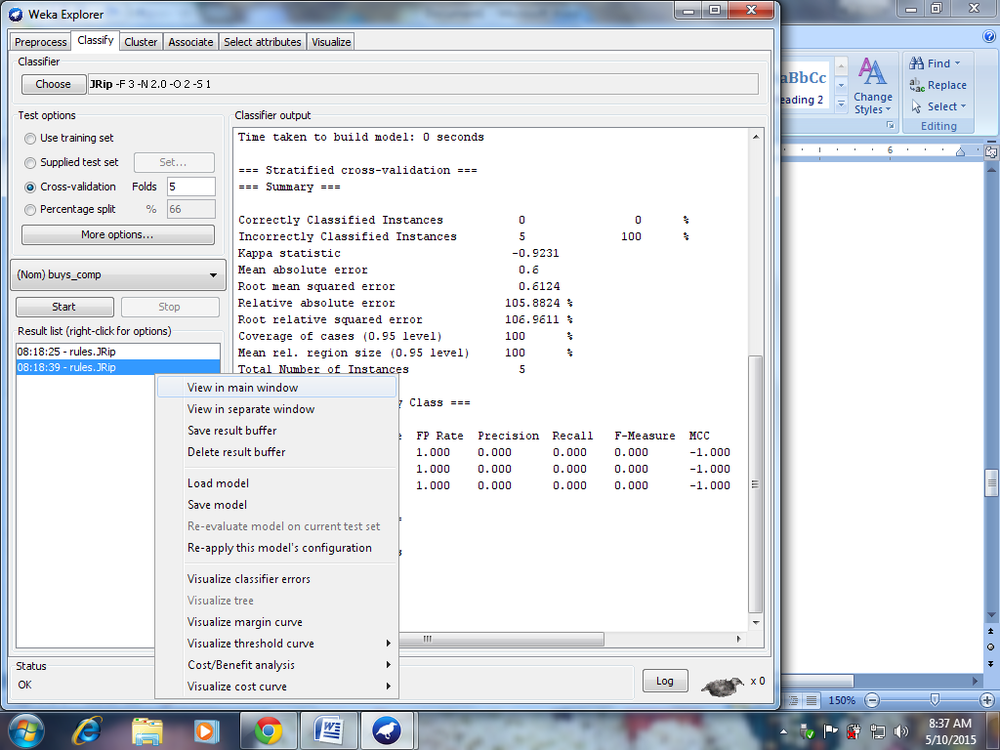 Weka Explorer
Preprocess Classify Cluster Associate Select attributes Visualize
Classifier
Choose JRip -F 3 -N 2.0 -O 2 -S 1
Test options
Use training set
Supplied test set Set...
Cross-validation Folds 5
Percentage split % 66
More options...
(Nom) buys_comp
Start Stop
Result list (right-click for options)
08:18:25 - rules.JRip
08:18:39 - rules.JRip
Classifier output
Time taken to build model: 0 seconds
=== Stratified cross-validation ===
=== Summary ===
Correctly Classified Instances 0 0 %
Incorrectly Classified Instances 5 100 %
Kappa statistic -0.9231
Mean absolute error 0.6
Root mean squared error 0.6124
Relative absolute error 105.8824 %
Root relative squared error 106.9611 %
Coverage of cases (0.95 level) 100 %
Mean rel. region size (0.95 level) 100 %
Total Number of Instances 5
y Class ===
FP Rate Precision Recall F-Measure MCC
1.000 0.000 0.000 0.000 -1.000
1.000 0.000 0.000 0.000 -1.000
1.000 0.000 0.000 0.000 -1.000
View in main window
View in separate window
Save result buffer
Delete result buffer
Load model
Save model
Re-evaluate model on current test set
Re-apply this model's configuration
Visualize classifier errors
Visualize tree
Visualize margin curve
Visualize threshold curve
Cost/Benefit analysis
Visualize cost curve
Status
OK
Log x 0
aBbCc
eading 2
Change
Styles
Find
Replace
Select
Editing
6
150%
8:37 AM
5/10/2015